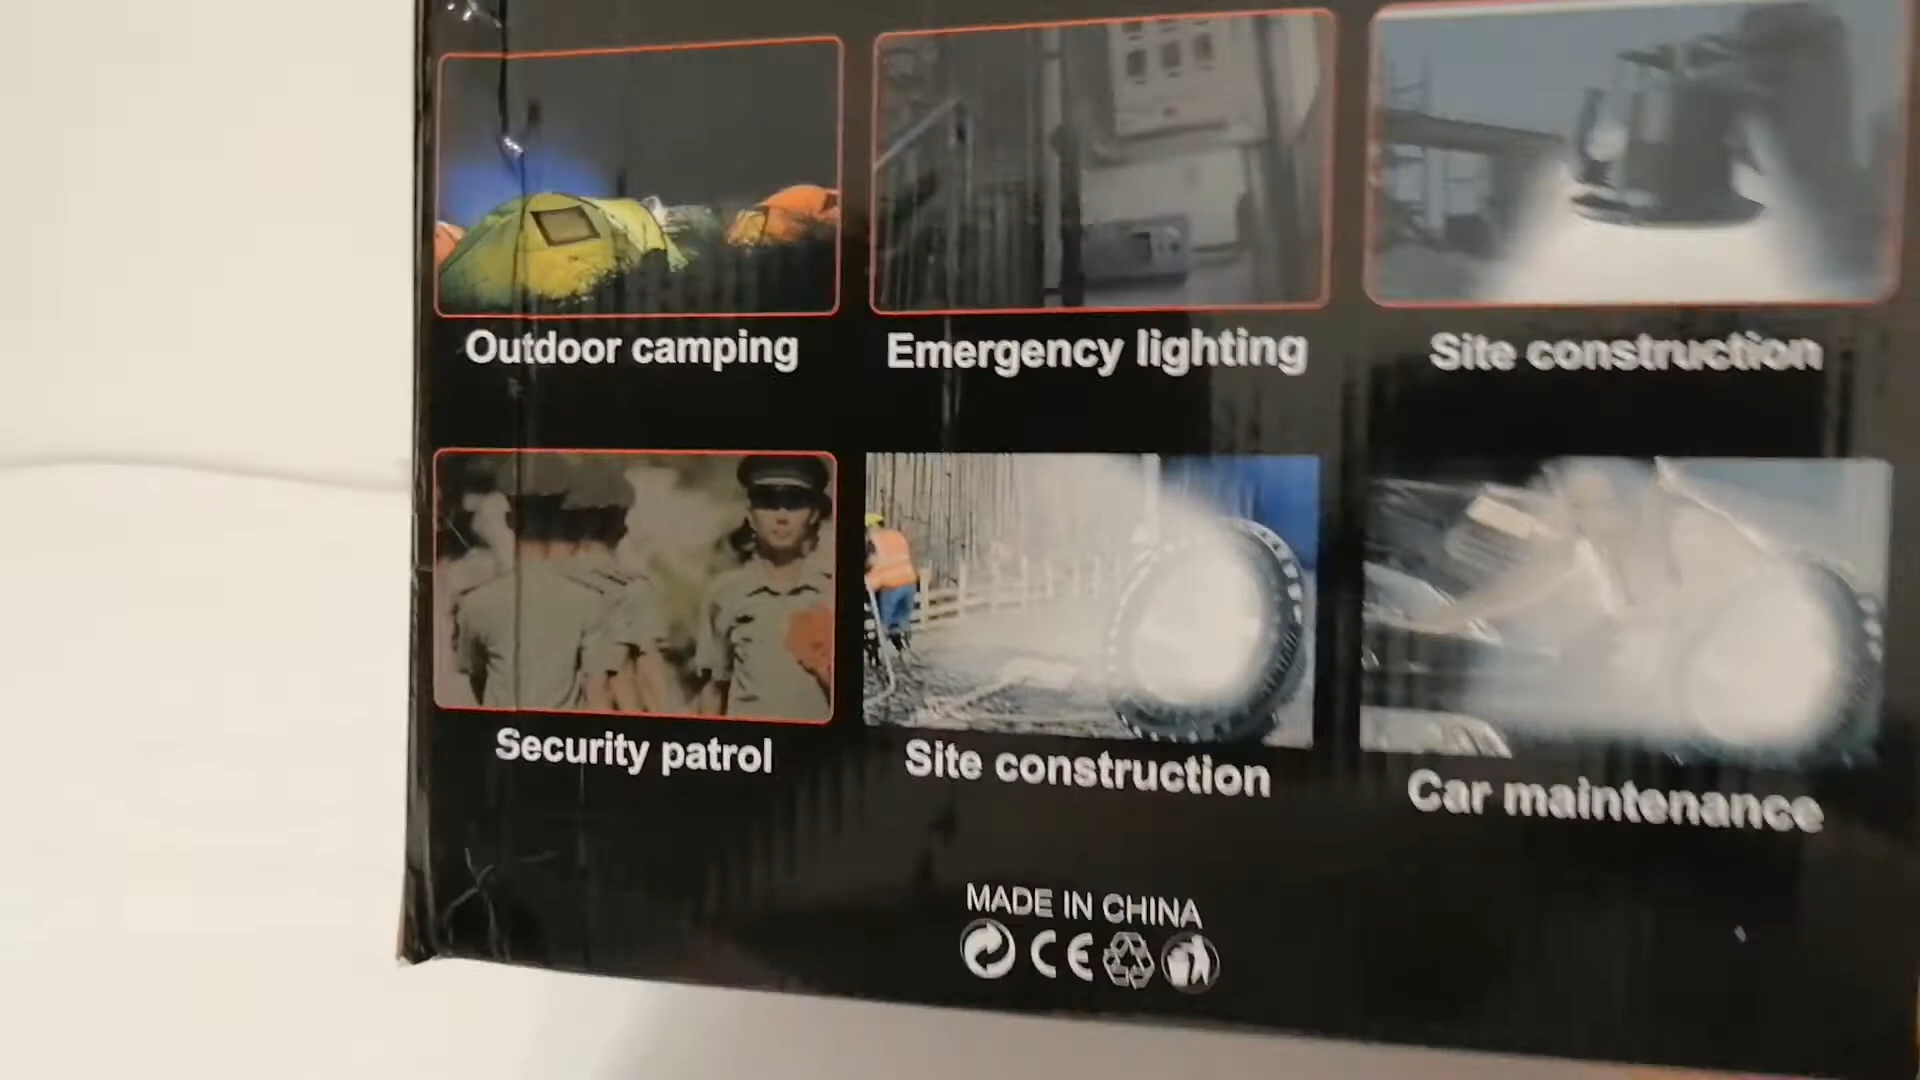 Outdoor camping
Emergency lighting
Site construction
Security patrol
Site construction
Car maintenance
MADE IN CHINA
CE